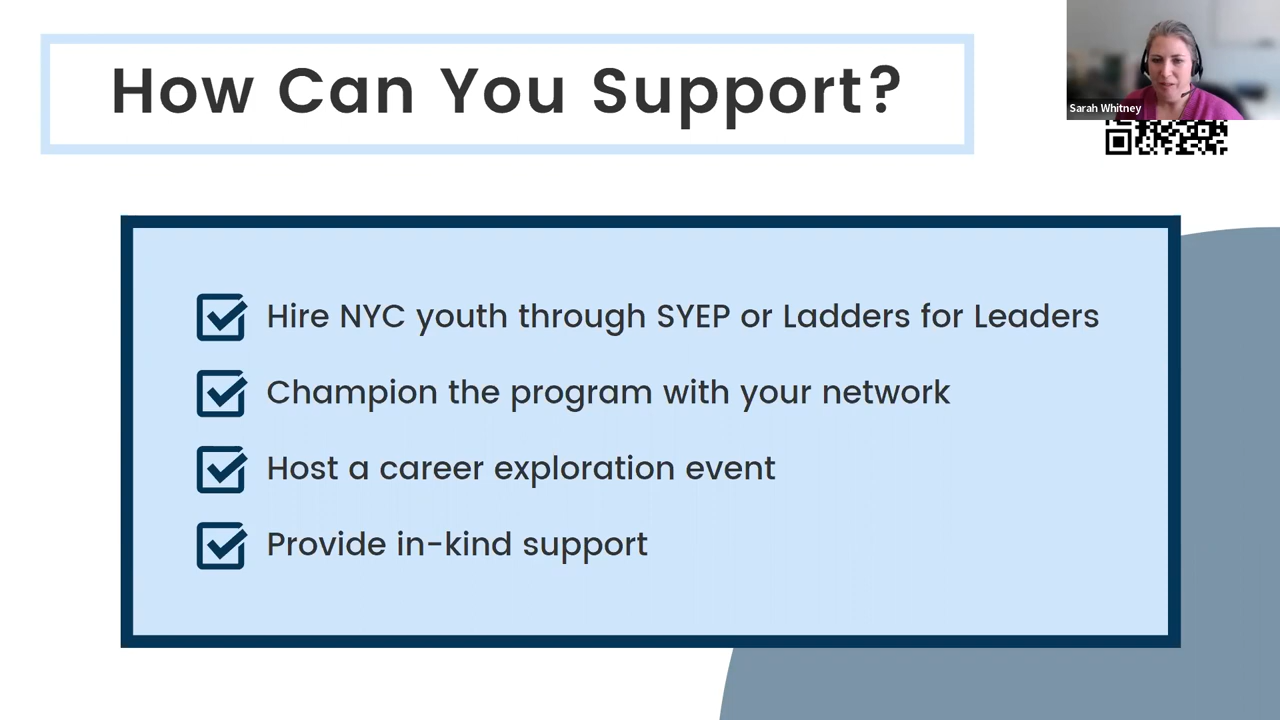 How Can You Support?
Sarah Whitney
Hire NYC youth through SYEP or Ladders for Leaders
Champion the program with your network
Host a career exploration event
Provide in-kind support